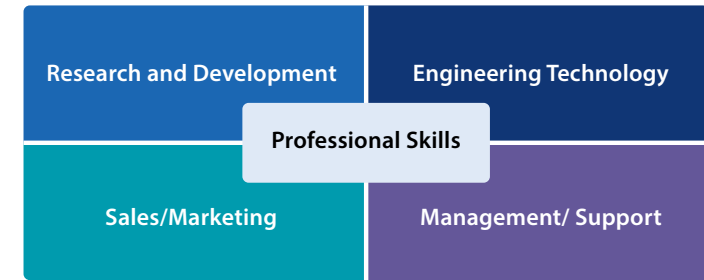 Research and Development
Engineering Technology
Professional Skills
Sales/Marketing
Management/ Support